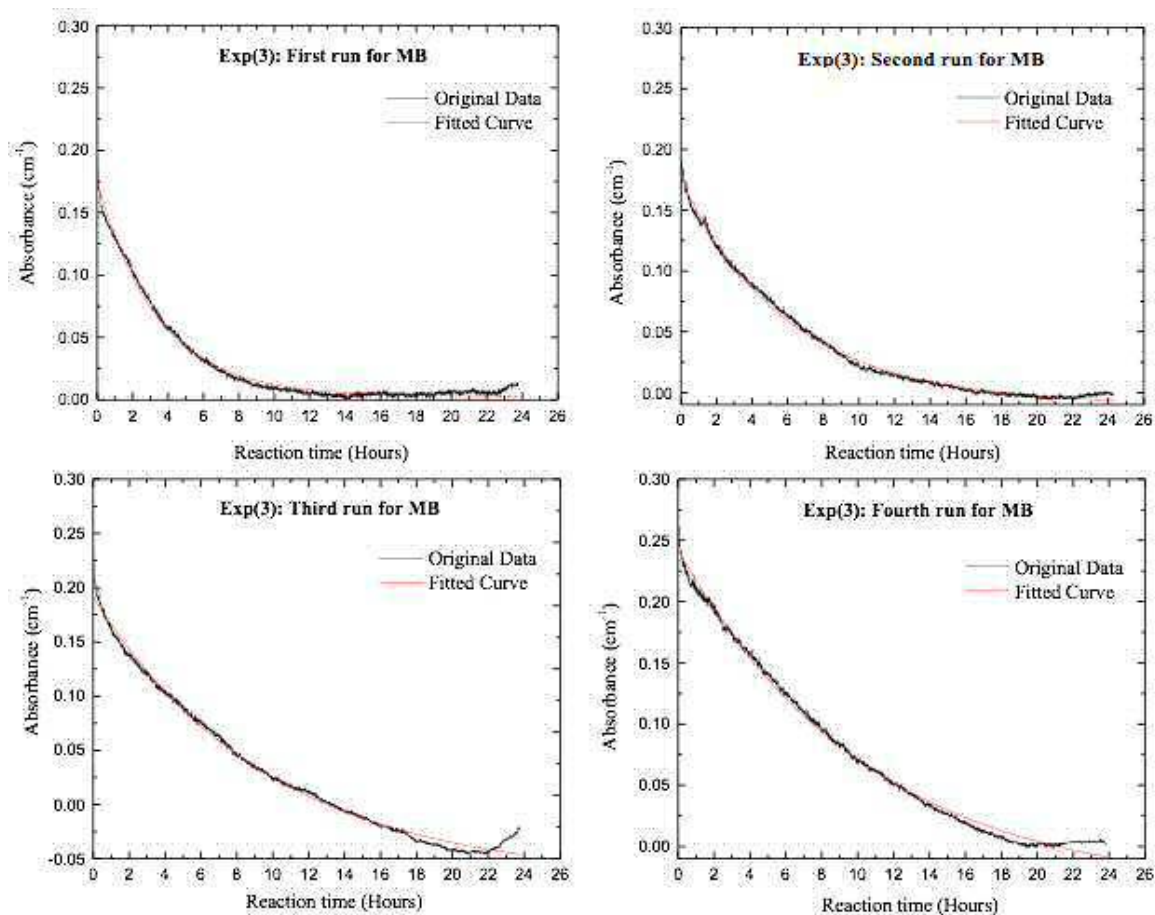 Exp(3): First run for MB
Original Data
Fitted Curve
Absorbance (cm⁻¹)
0.30
0.25
0.20
0.15
0.10
0.05
0.00
0 2 4 6 8 10 12 14 16 18 20 22 24 26
Reaction time (Hours)
Exp(3): Second run for MB
Original Data
Fitted Curve
Absorbance (cm⁻¹)
0.30
0.25
0.20
0.15
0.10
0.05
0.00
0 2 4 6 8 10 12 14 16 18 20 22 24 26
Reaction time (Hours)
Exp(3): Third run for MB
Original Data
Fitted Curve
Absorbance (cm⁻¹)
0.30
0.25
0.20
0.15
0.10
0.05
0.00
-0.05
0 2 4 6 8 10 12 14 16 18 20 22 24 26
Reaction time (Hours)
Exp(3): Fourth run for MB
Original Data
Fitted Curve
Absorbance (cm⁻¹)
0.30
0.25
0.20
0.15
0.10
0.05
0.00
0 2 4 6 8 10 12 14 16 18 20 22 24 26
Reaction time (Hours)